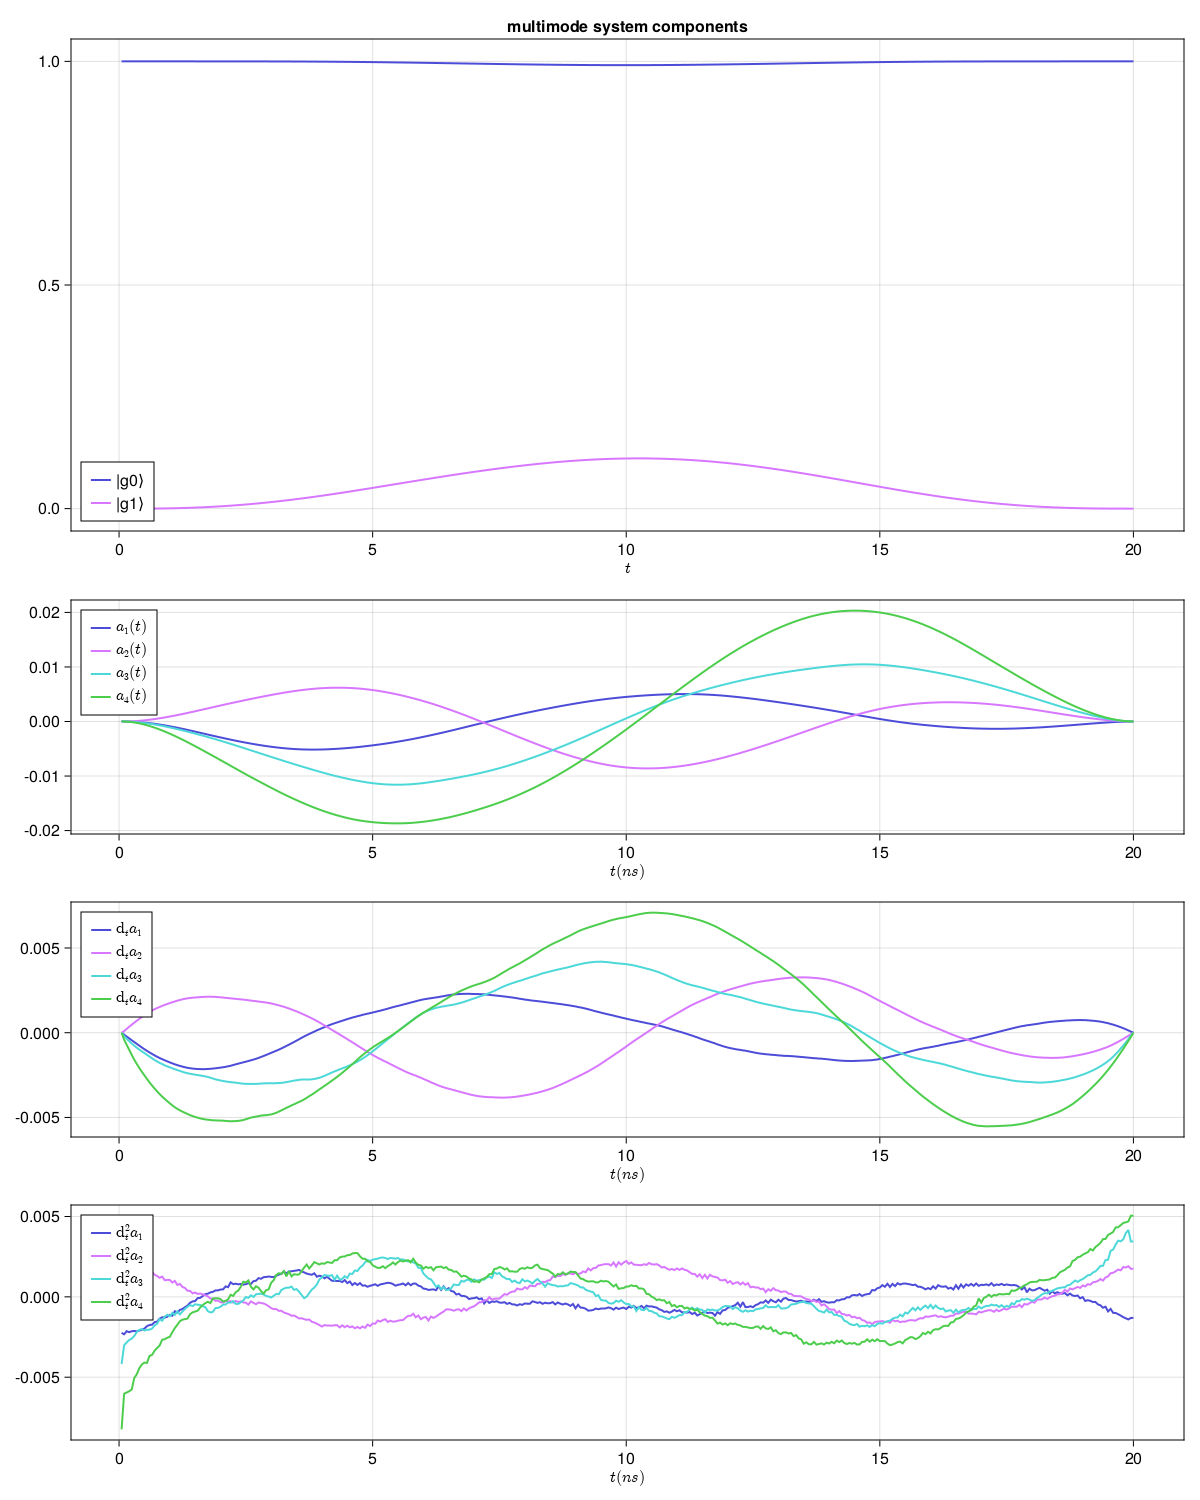 multimode system components
1.0
0.5
0.0
|g0⟩
|g1⟩
0 5 10 15 20
t
0.02
0.01
0.00
-0.01
-0.02
a₁(t)
a₂(t)
a₃(t)
a₄(t)
0 5 10 15 20
t(ns)
0.005
0.000
-0.005
dₜa₁
dₜa₂
dₜa₃
dₜa₄
0 5 10 15 20
t(ns)
0.005
0.000
-0.005
d²ₜa₁
d²ₜa₂
d²ₜa₃
d²ₜa₄
0 5 10 15 20
t(ns)